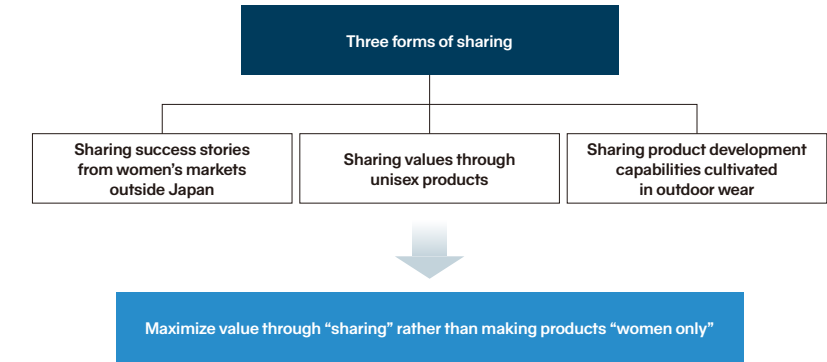 Three forms of sharing
Sharing success stories
from women's markets
outside Japan
Sharing values through
unisex products
Sharing product development
capabilities cultivated
in outdoor wear
Maximize value through “sharing” rather than making products “women only”